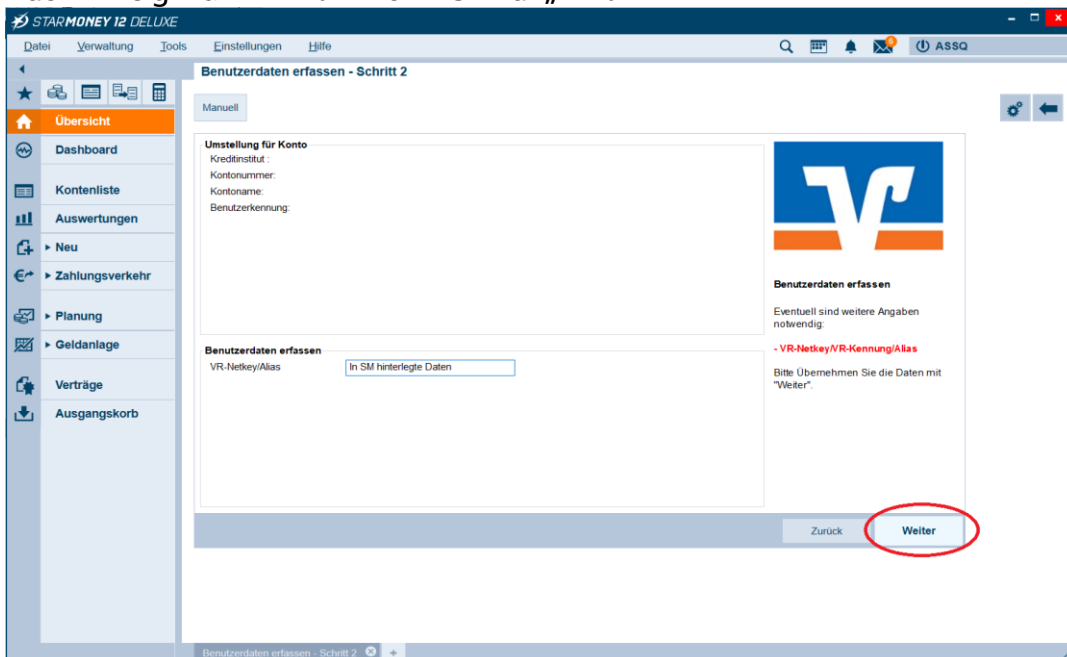 STARMONEY 12 DELUXE
Datei Verwaltung Tools Einstellungen Hilfe
ASSQ
Benutzerdaten erfassen - Schritt 2
Manuell
Übersicht
Dashboard
Kontenliste
Auswertungen
Neu
Zahlungsverkehr
Planung
Geldanlage
Verträge
Ausgangskorb
Umstellung für Konto
Kreditinstitut :
Kontonummer:
Kontoname:
Benutzerkennung:
Benutzerdaten erfassen
VR-Netkey/Alias In SM hinterlegte Daten
Benutzerdaten erfassen
Eventuell sind weitere Angaben
notwendig:
- VR-Netkey/VR-Kennung/Alias
Bitte Übernehmen Sie die Daten mit
"Weiter".
Zurück Weiter
Benutzerdaten erfassen - Schritt 2